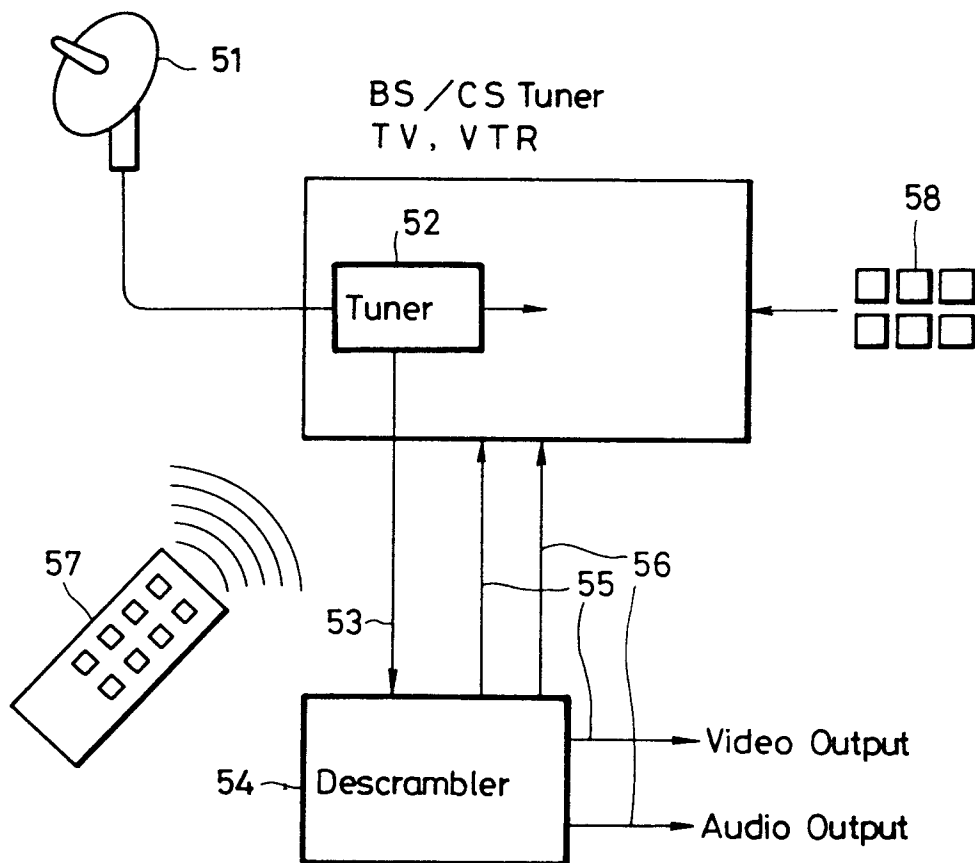 51
BS/CS Tuner
TV, VTR
58
52
Tuner
57
53
55
56
54
Descrambler
Video Output
Audio Output